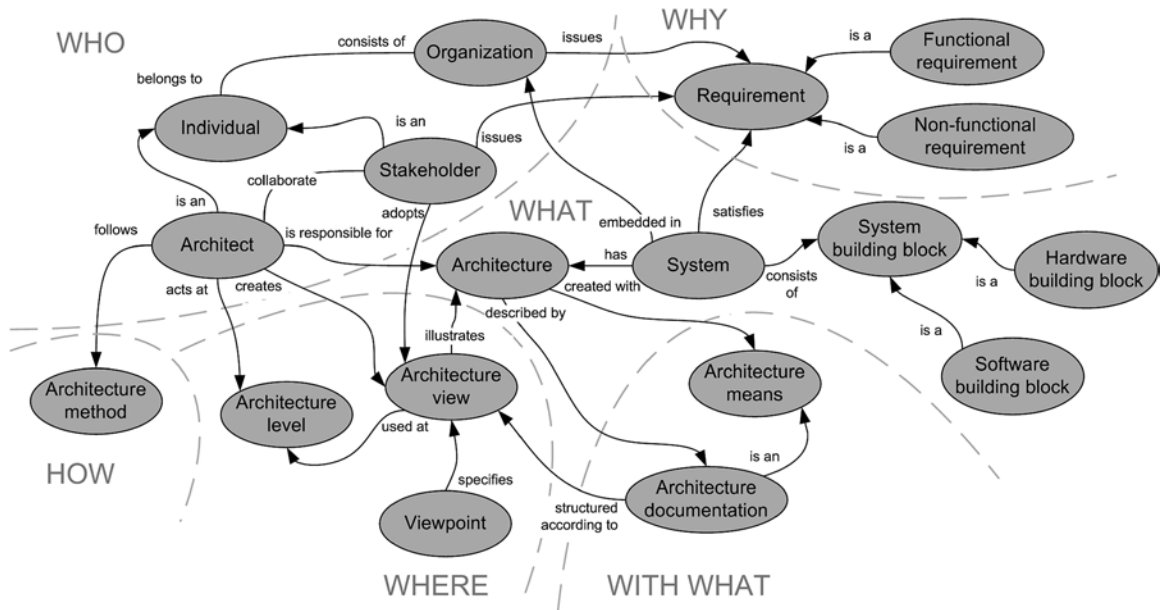 WHO
WHY
consists of
Organization
issues
is a
Functional
requirement
belongs to
Requirement
Individual
is an
issues
Non-functional
requirement
is a
Stakeholder
collaborate
is an
adopts
WHAT
embedded in
satisfies
follows
Architect
is responsible for
System
building block
Architecture
has
System
Hardware
building block
acts at
creates
created with
consists
of
is a
described by
illustrates
is a
Software
building block
Architecture
method
Architecture
level
Architecture
view
Architecture
means
used at
is an
HOW
specifies
Viewpoint
structured
according to
Architecture
documentation
WHERE
WITH WHAT